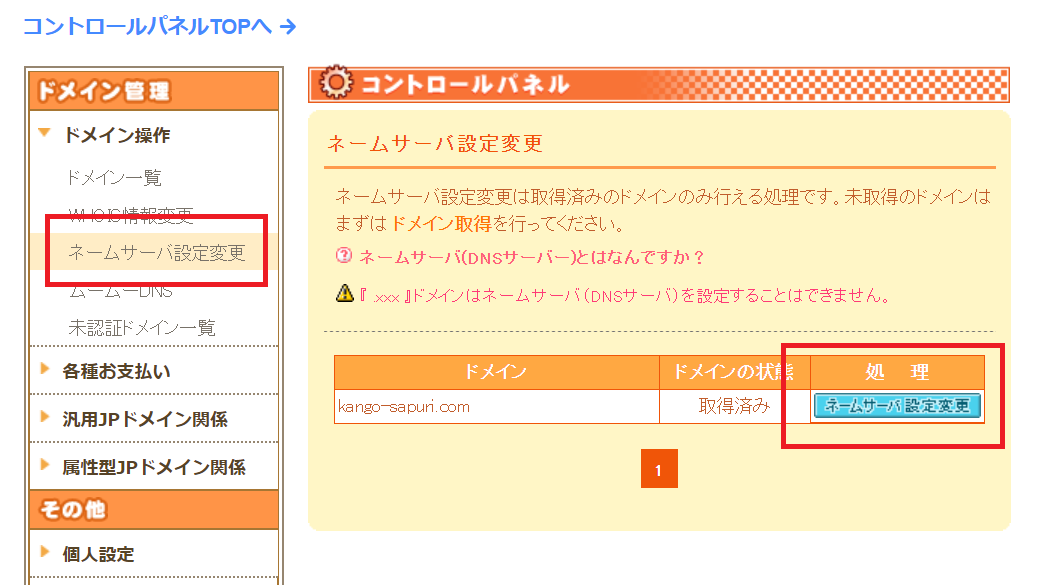 コントロールパネルTOPへ →
ドメイン管理
ドメイン操作
ドメイン一覧
WHOIS情報変更
ネームサーバ設定変更
ムームーDNS
未認証ドメイン一覧
各種お支払い
汎用JPドメイン関係
属性型JPドメイン関係
その他
個人設定
コントロールパネル
ネームサーバ設定変更
ネームサーバ設定変更は取得済みのドメインのみ行える処理です。未取得のドメインは
まずはドメイン取得を行ってください。
ネームサーバ(DNSサーバー)とはなんですか？
『 .xxx 』ドメインはネームサーバ（DNSサーバ）を設定することはできません。
ドメイン ドメインの状態 処 理
kango-sapuri.com 取得済み ネームサーバ設定変更
1